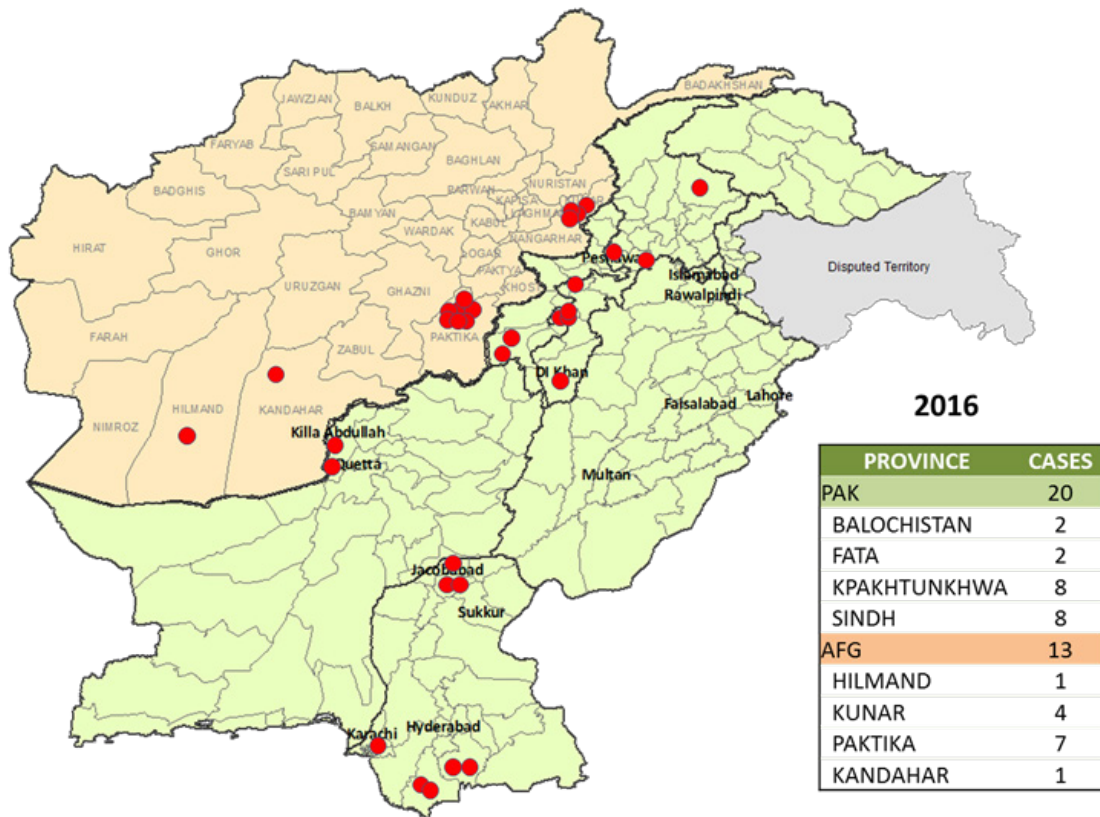 BADAKHSHAN
JAWZJAN
BALKH
KUNDUZ
TAKHAR
FARYAB
SAMANGAN
SARI PUL
BAGHLAN
BADGHIS
NURISTAN
PARWAN
KAPISA
BAMYAN
KABUL
WARDAK
NANGARHAR
HIRAT
GHOR
LOGAR
PAKTYA
Islamabad
Rawalpindi
Disputed Territory
URUZGAN
GHAZNI
KHOST
FARAH
PAKTIKA
ZABUL
DI Khan
Faisalabad
Lahore
HILMAND
KANDAHAR
NIMROZ
Killa Abdullah
Quetta
Multan
Jacobabad
Sukkur
Karachi
Hyderabad
2016
PROVINCE CASES
PAK 20
BALOCHISTAN 2
FATA 2
KPAKHTUNKHWA 8
SINDH 8
AFG 13
HILMAND 1
KUNAR 4
PAKTIKA 7
KANDAHAR 1